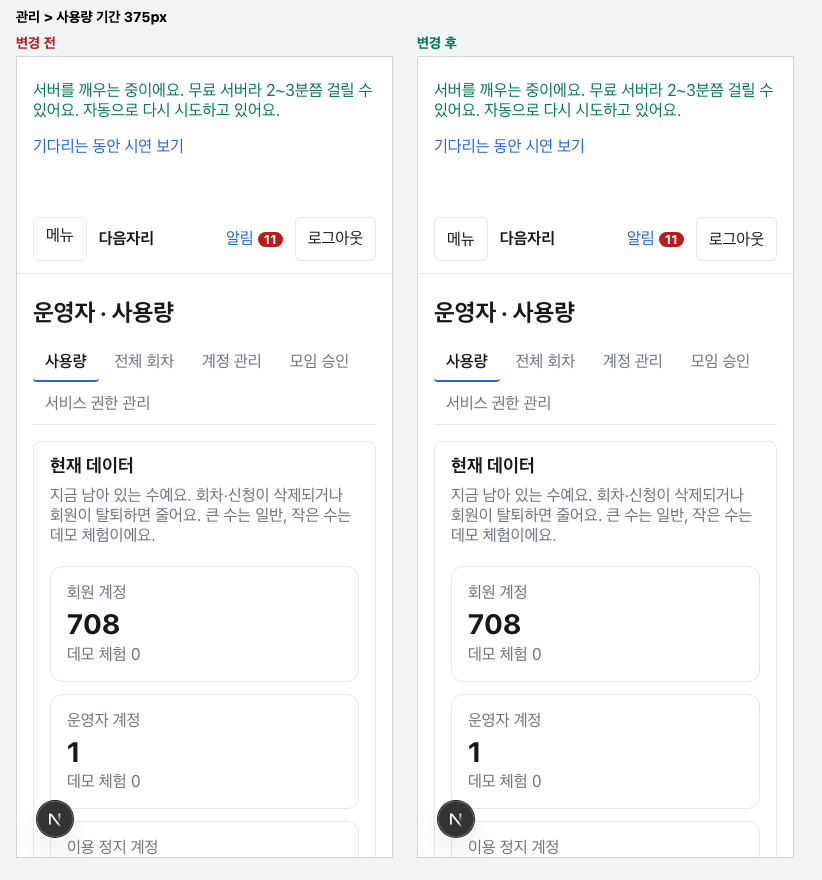 관리 > 사용량 기간 375px
변경 전
서버를 깨우는 중이에요. 무료 서버라 2~3분쯤 걸릴 수
있어요. 자동으로 다시 시도하고 있어요.
기다리는 동안 시연 보기
메뉴 다음자리 알림 11 로그아웃
운영자 · 사용량
사용량 전체 회차 계정 관리 모임 승인
서비스 권한 관리
현재 데이터
지금 남아 있는 수예요. 회차·신청이 삭제되거나
회원이 탈퇴하면 줄어요. 큰 수는 일반, 작은 수는
데모 체험이에요.
회원 계정
708
데모 체험 0
운영자 계정
1
데모 체험 0
N
이용 정지 계정
변경 후
서버를 깨우는 중이에요. 무료 서버라 2~3분쯤 걸릴 수
있어요. 자동으로 다시 시도하고 있어요.
기다리는 동안 시연 보기
메뉴 다음자리 알림 11 로그아웃
운영자 · 사용량
사용량 전체 회차 계정 관리 모임 승인
서비스 권한 관리
현재 데이터
지금 남아 있는 수예요. 회차·신청이 삭제되거나
회원이 탈퇴하면 줄어요. 큰 수는 일반, 작은 수는
데모 체험이에요.
회원 계정
708
데모 체험 0
운영자 계정
1
데모 체험 0
N
이용 정지 계정